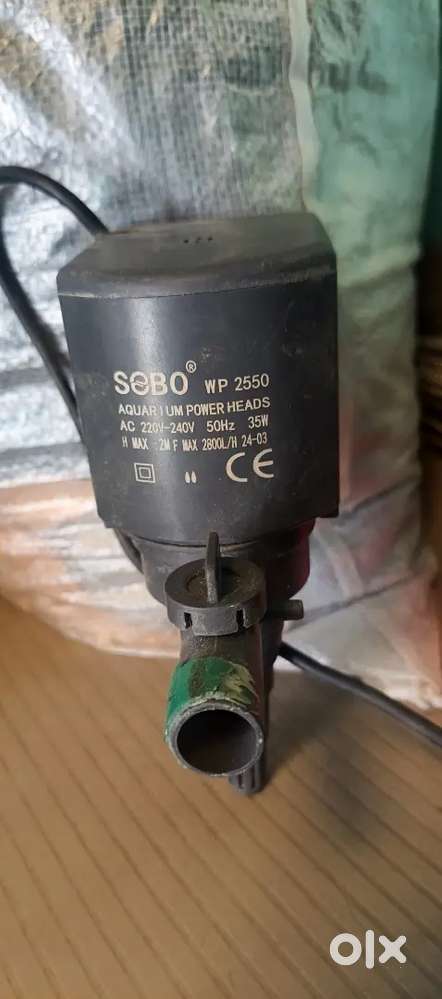 SOBO® WP 2550
AQUARIUM POWER HEADS
AC 220V-240V 50Hz 35W
H MAX :2M F MAX 2800L/H 24-03
CE
olx